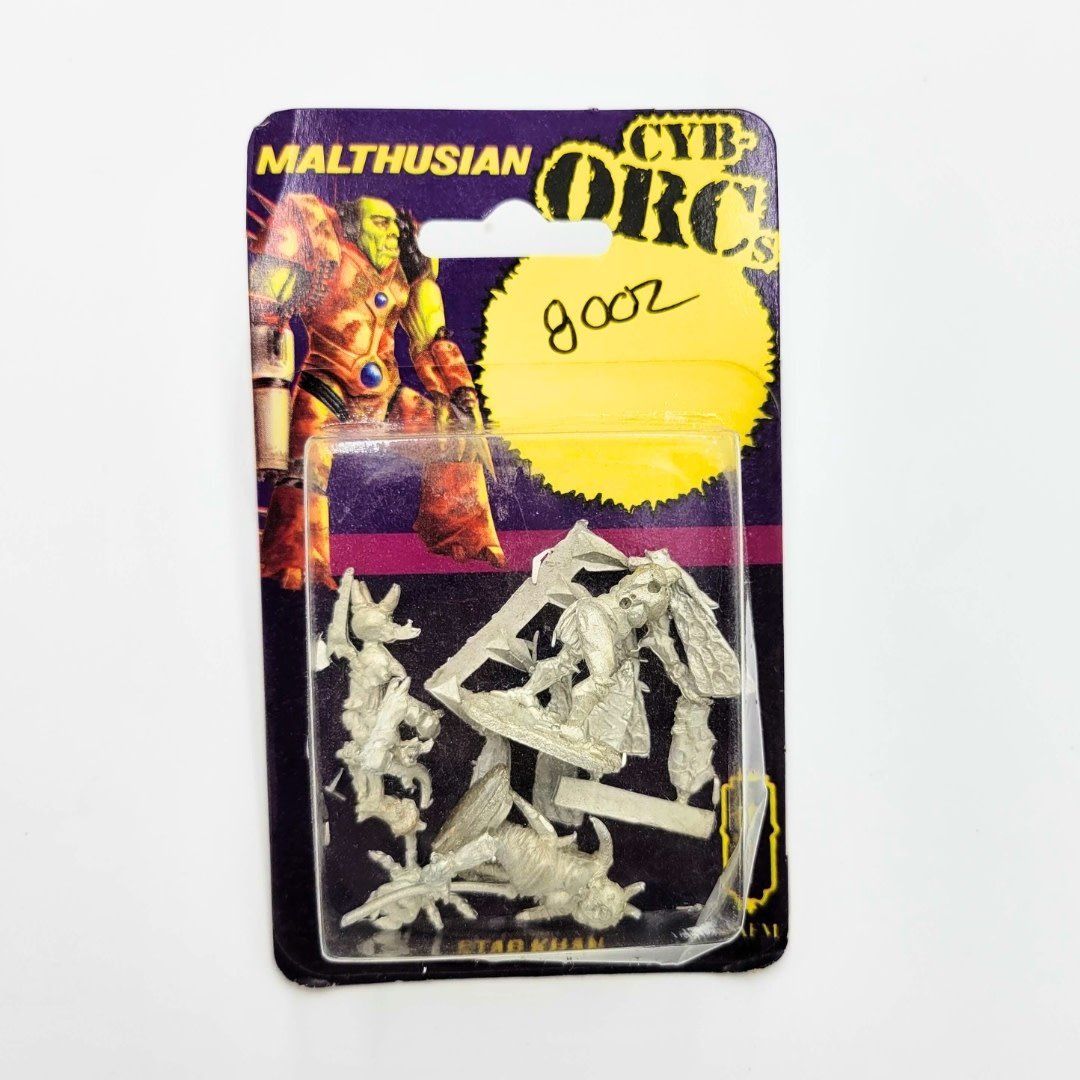 MALTHUSIAN
CYB-
ORCs
9002
STAR KHAN